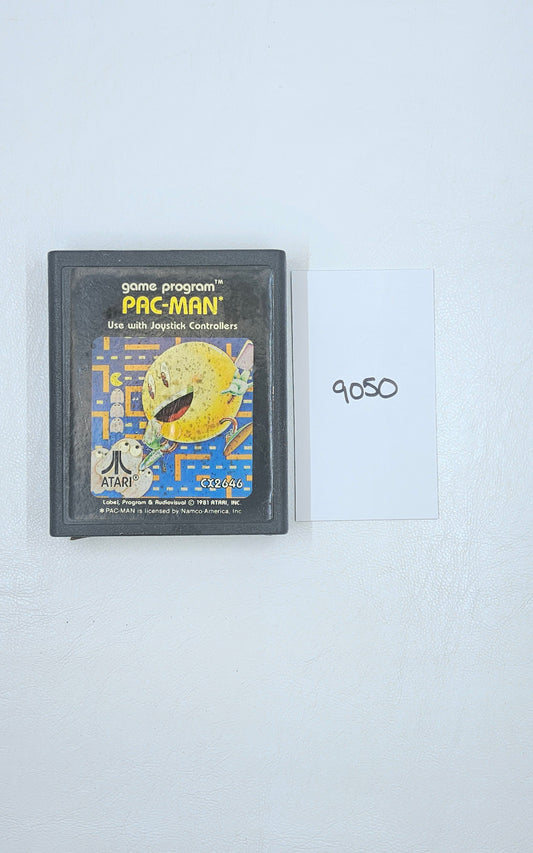 game program™
PAC-MAN*
Use with Joystick Controllers
ATARI®
CX2646
Label, Program & Audiovisual © 1981 ATARI, INC.
* PAC-MAN is licensed by Namco-America, Inc.
9050